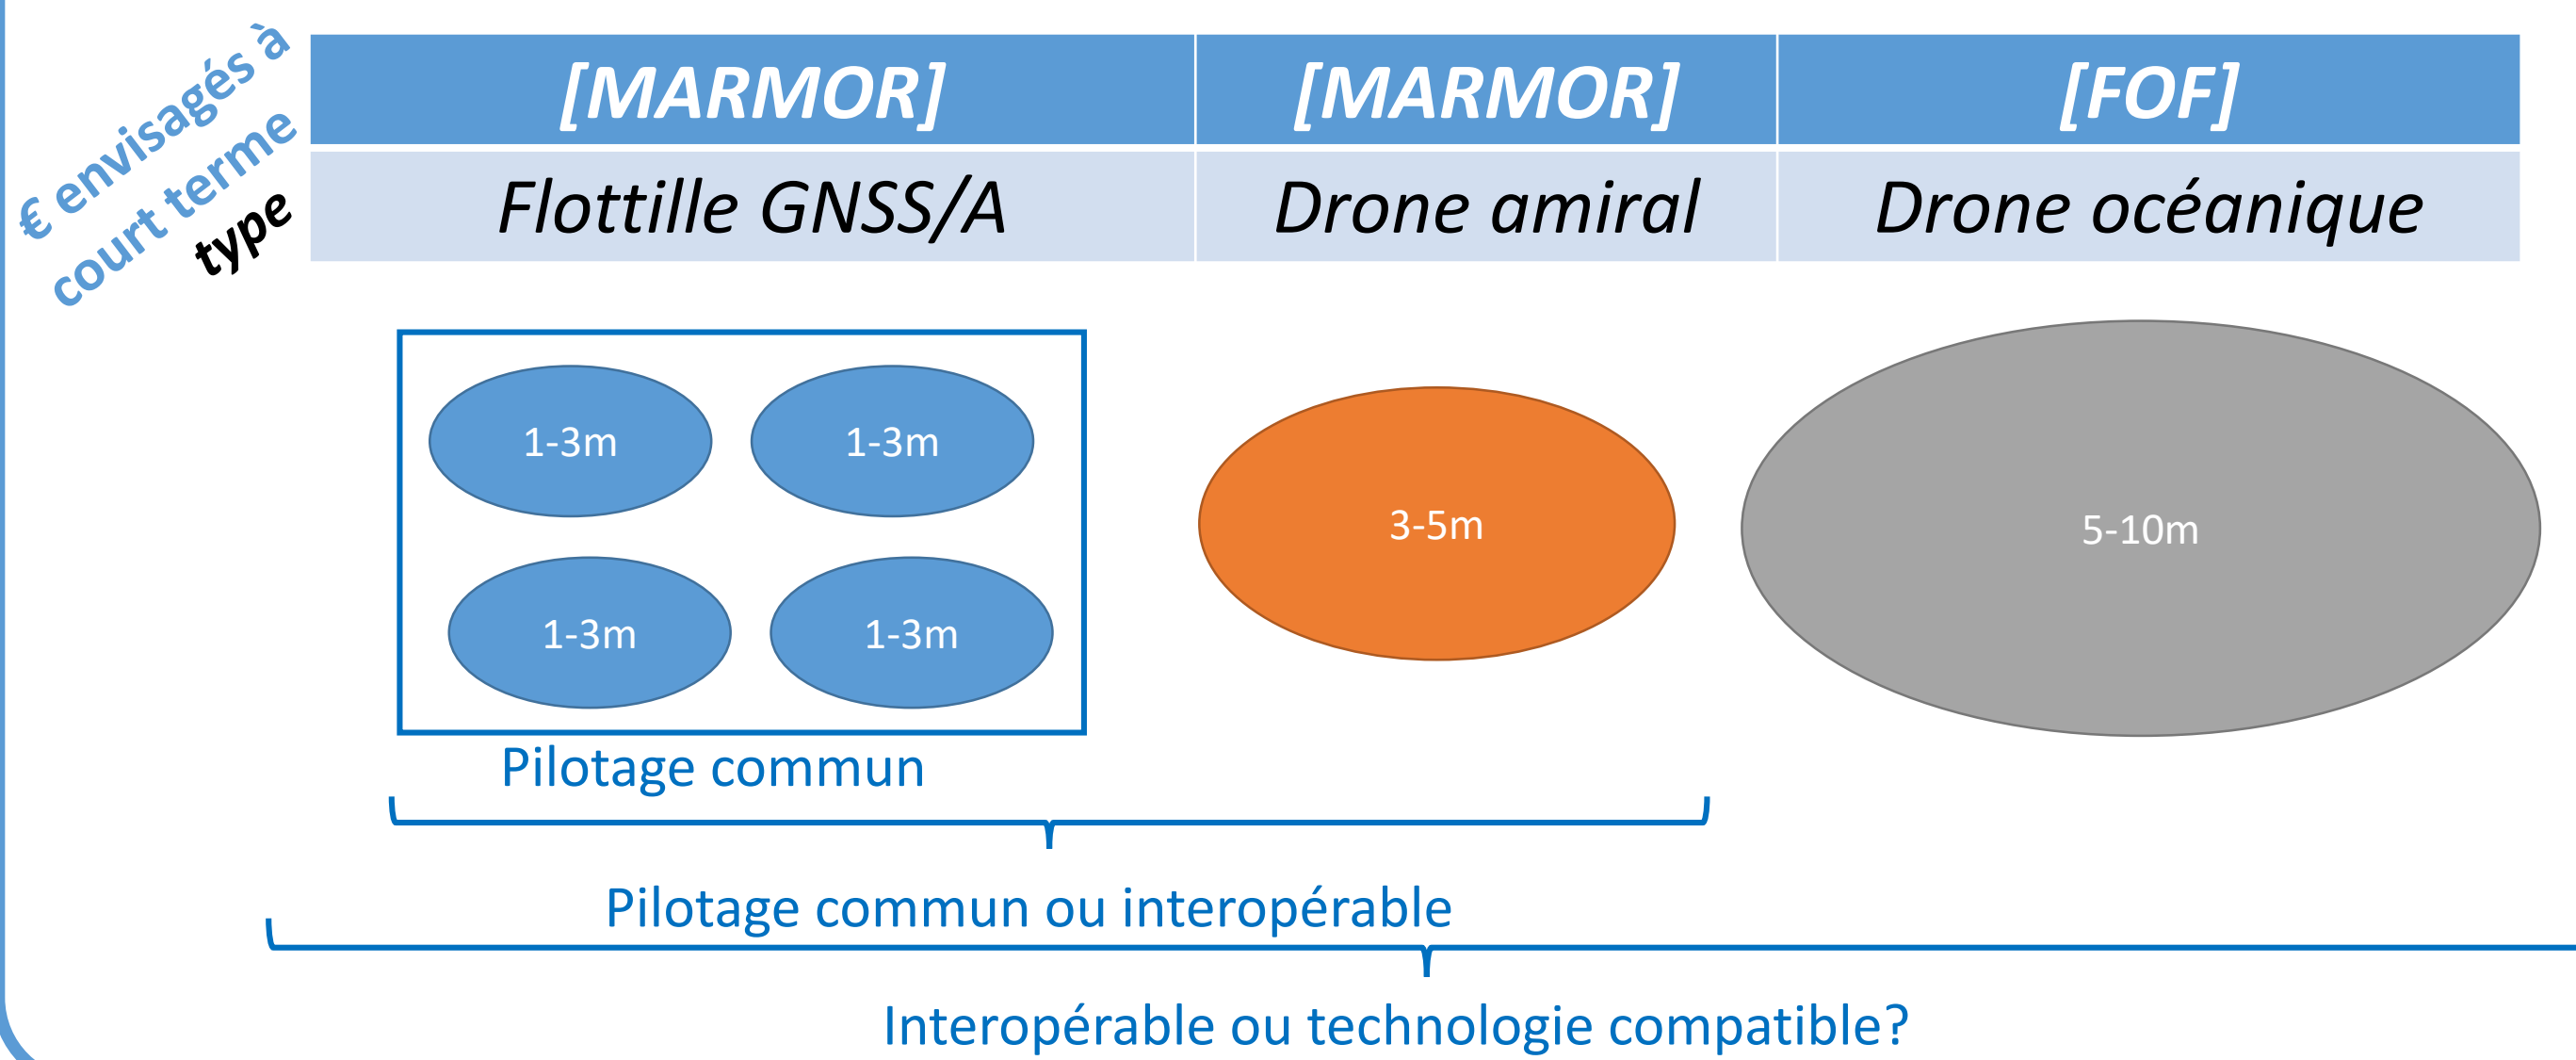 € envisagés à
court terme
[MARMOR] [MARMOR] [FOF]
type
Flottille GNSS/A Drone amiral Drone océanique
1-3m 1-3m
1-3m 1-3m
3-5m
5-10m
Pilotage commun
Pilotage commun ou interopérable
Interopérable ou technologie compatible?